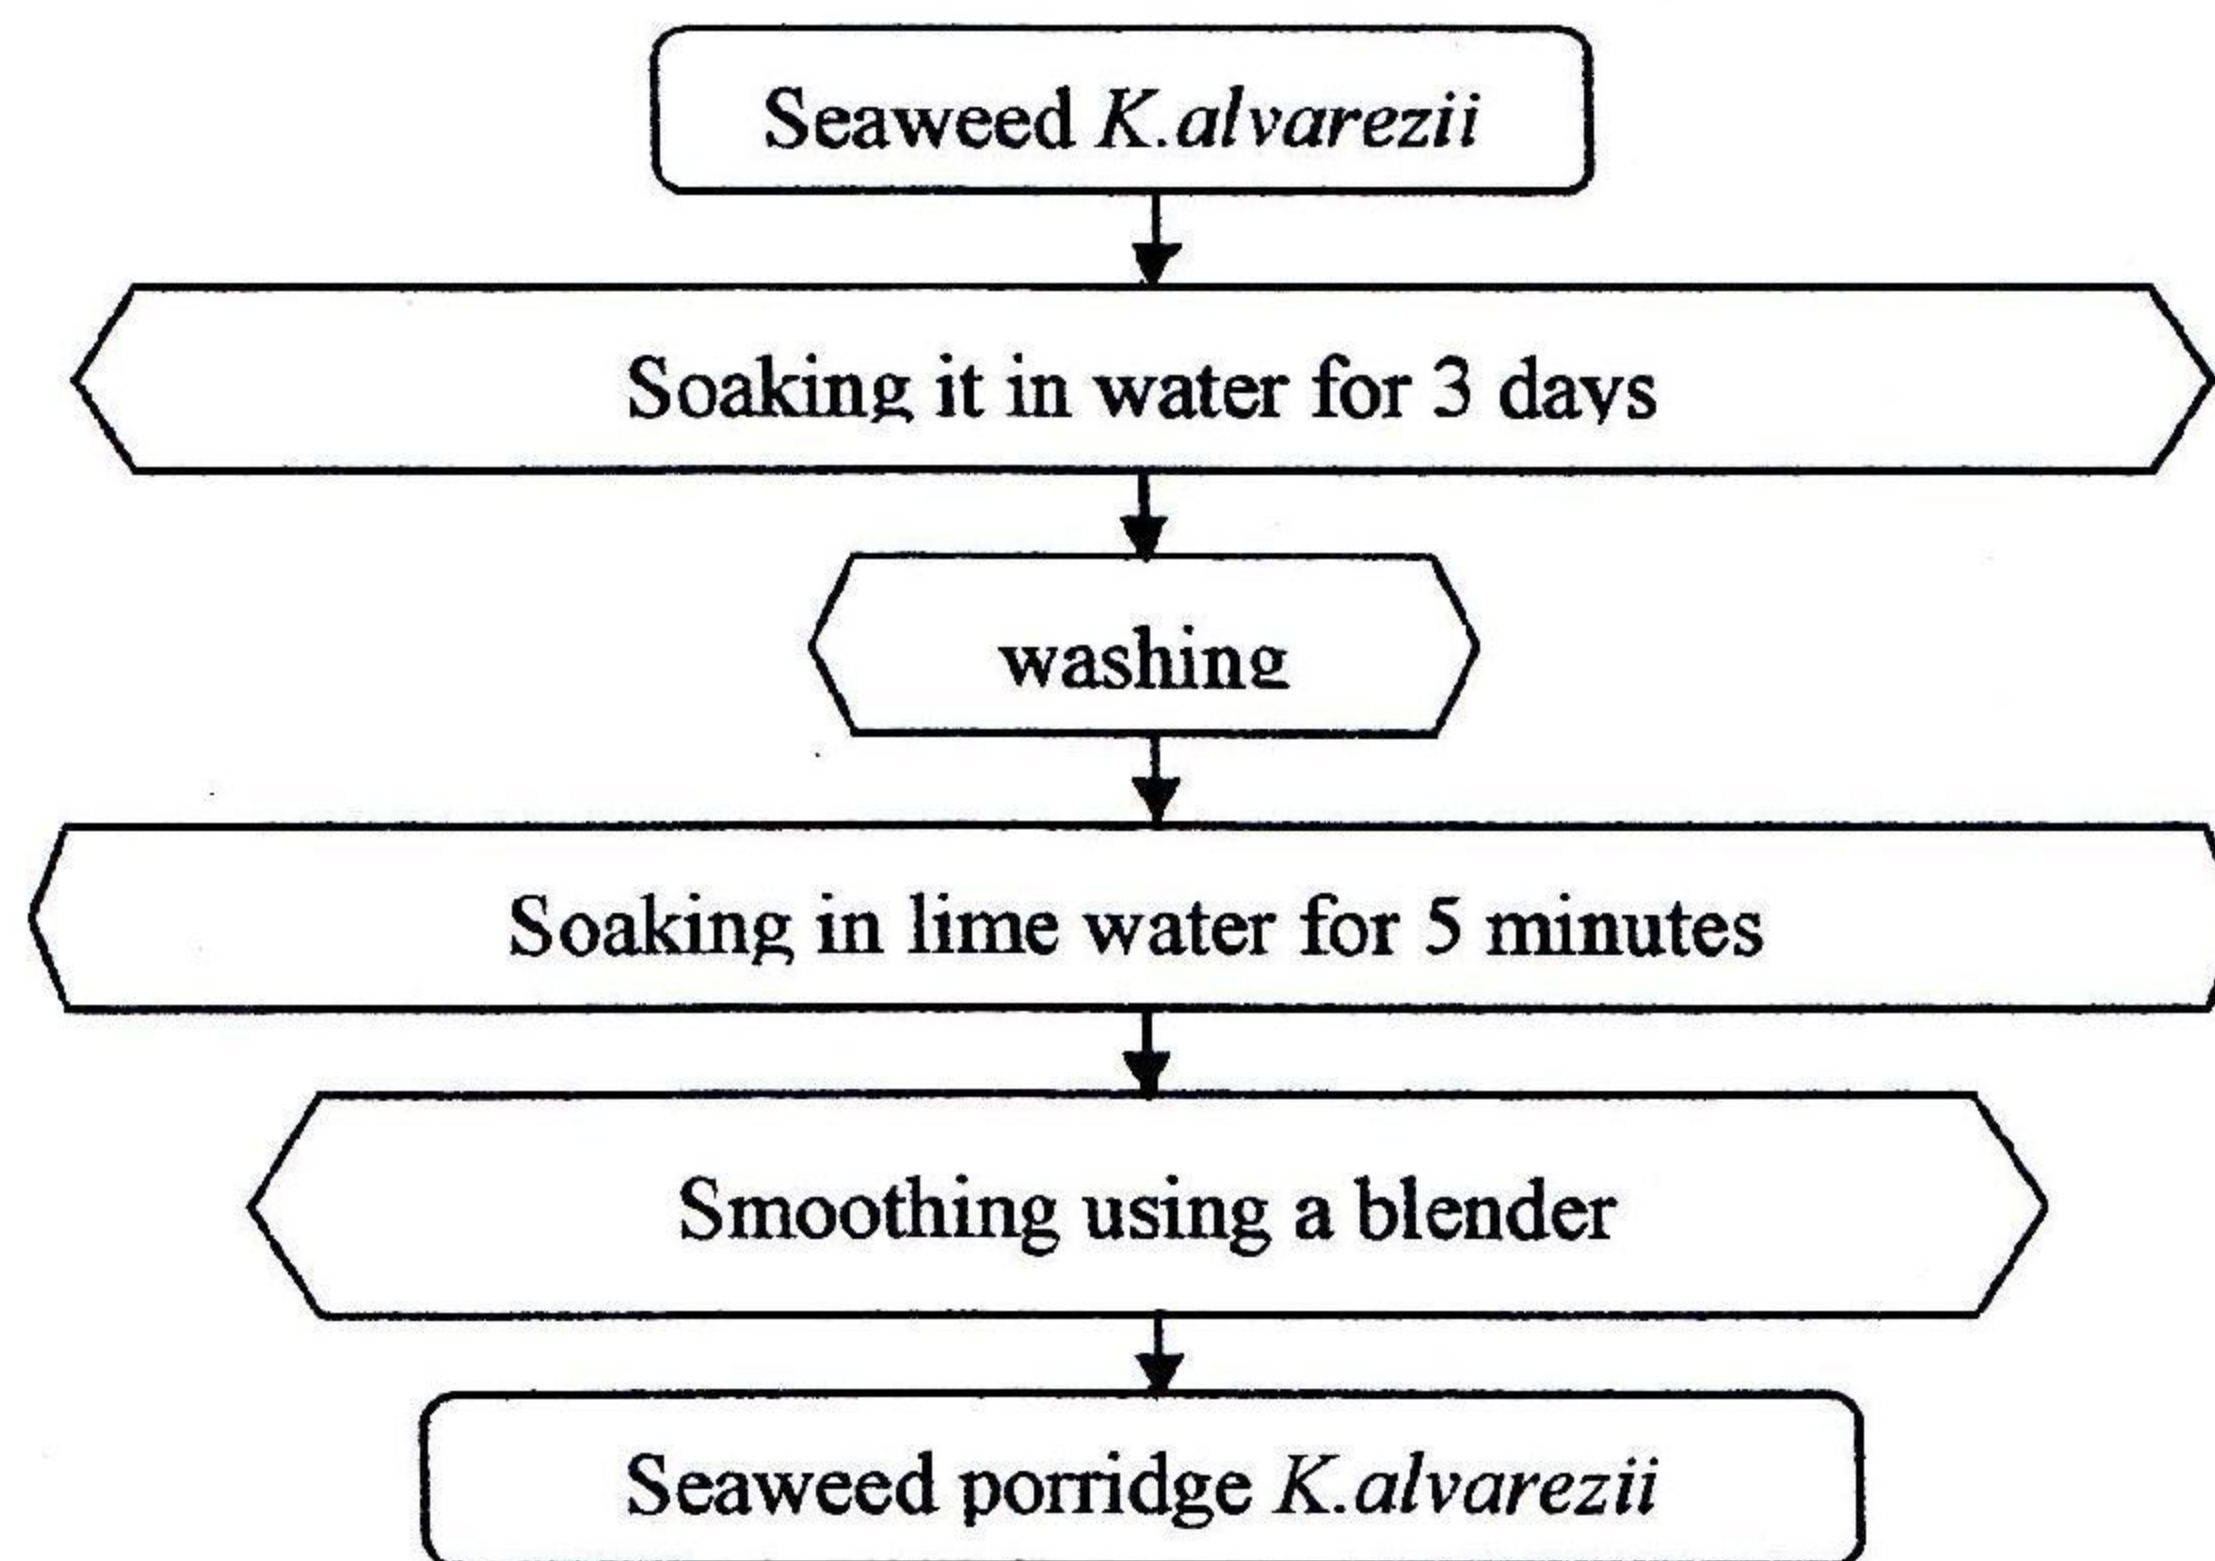 Seaweed K.alvarezii
Soaking it in water for 3 days
washing
Soaking in lime water for 5 minutes
Smoothing using a blender
Seaweed porridge K.alvarezii